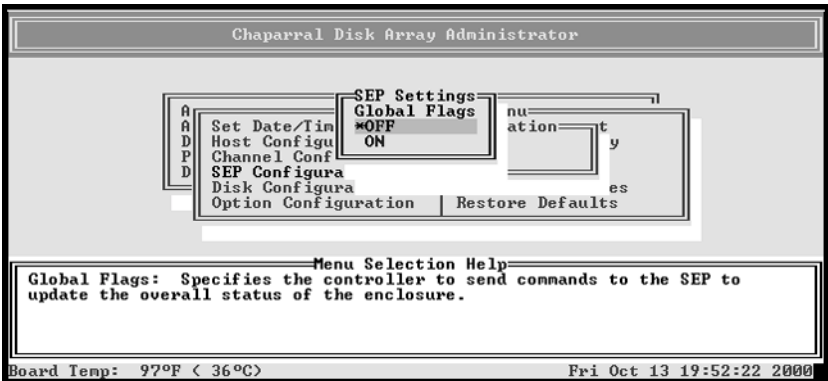 Chaparral Disk Array Administrator
SEP Settings
A Global Flags nu
A Set Date/Tim *OFF ation t
D Host Configu ON y
P Channel Conf
D SEP Configura
Disk Configura es
Option Configuration Restore Defaults
Menu Selection Help
Global Flags: Specifies the controller to send commands to the SEP to
update the overall status of the enclosure.
Board Temp: 97°F ( 36°C) Fri Oct 13 19:52:22 2000